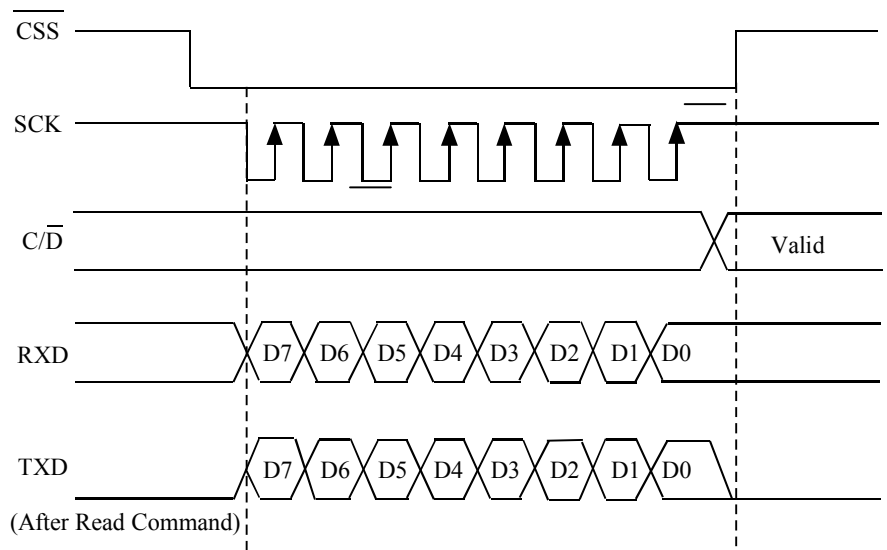 C̅S̅S̅
SCK
C/D̅
Valid
RXD
D7 D6 D5 D4 D3 D2 D1 D0
TXD
D7 D6 D5 D4 D3 D2 D1 D0
(After Read Command)